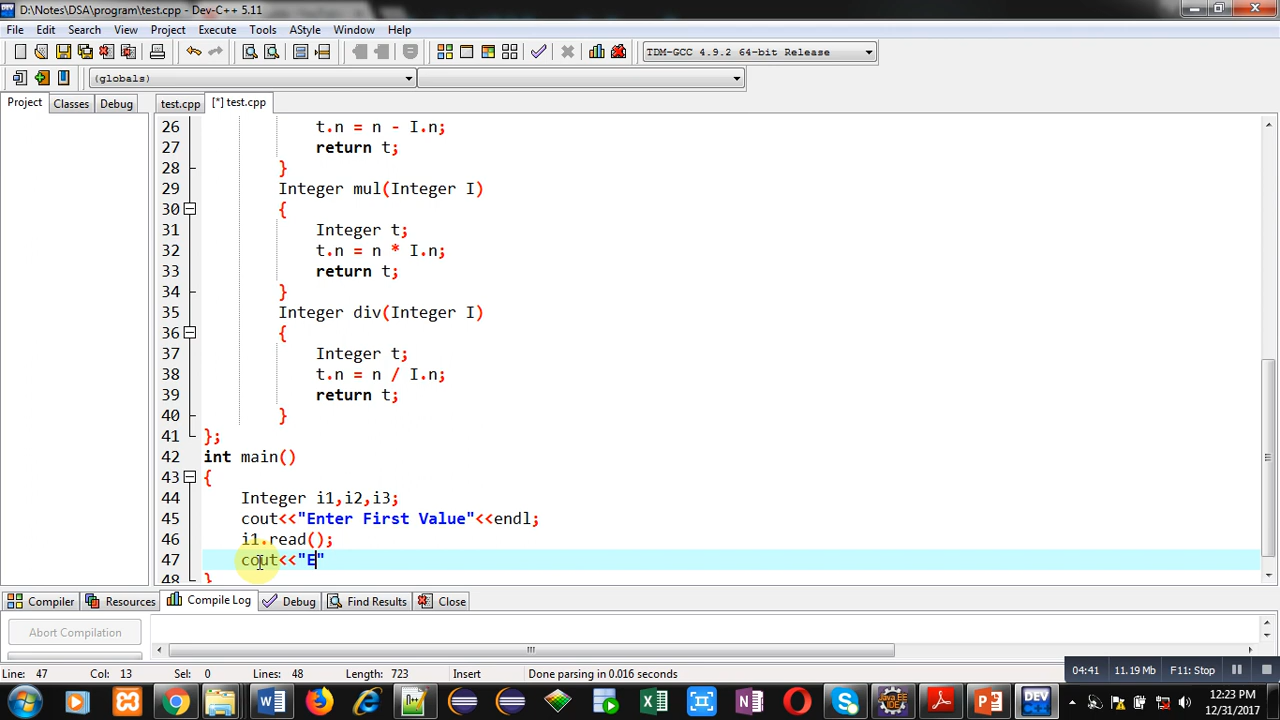 D:\Notes\DSA\program\test.cpp - Dev-C++ 5.11
File Edit Search View Project Execute Tools AStyle Window Help
TDM-GCC 4.9.2 64-bit Release
(globals)
Project Classes Debug test.cpp [*] test.cpp
26 t.n = n - I.n;
27 return t;
28 }
29 Integer mul(Integer I)
30 {
31 Integer t;
32 t.n = n * I.n;
33 return t;
34 }
35 Integer div(Integer I)
36 {
37 Integer t;
38 t.n = n / I.n;
39 return t;
40 }
41 };
42 int main()
43 {
44 Integer i1,i2,i3;
45 cout<<"Enter First Value"<<endl;
46 i1.read();
47 cout<<"E"
48 }
Compiler Resources Compile Log Debug Find Results Close
Abort Compilation
Line: 47 Col: 13 Sel: 0 Lines: 48 Length: 723 Insert Done parsing in 0.016 seconds
04:41 11.19 Mb F11: Stop
12:23 PM
12/31/2017